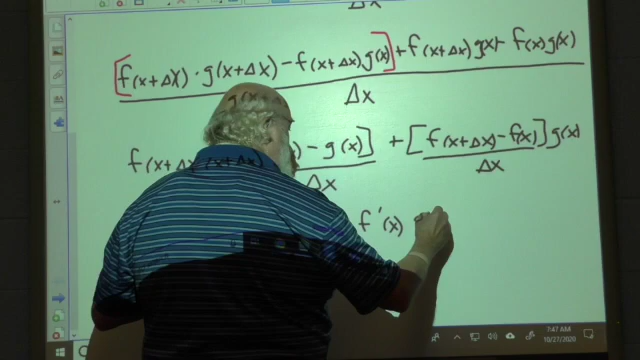 Δx
[f(x+Δx) · g(x+Δx) − f(x+Δx) g(x)] + f(x+Δx) g(x) − f(x) g(x)
Δx
f(x+Δx) − g(x)] + [f(x+Δx) − f(x)] g(x)
Δx Δx
f'(x)
7:47 AM
10/27/2020